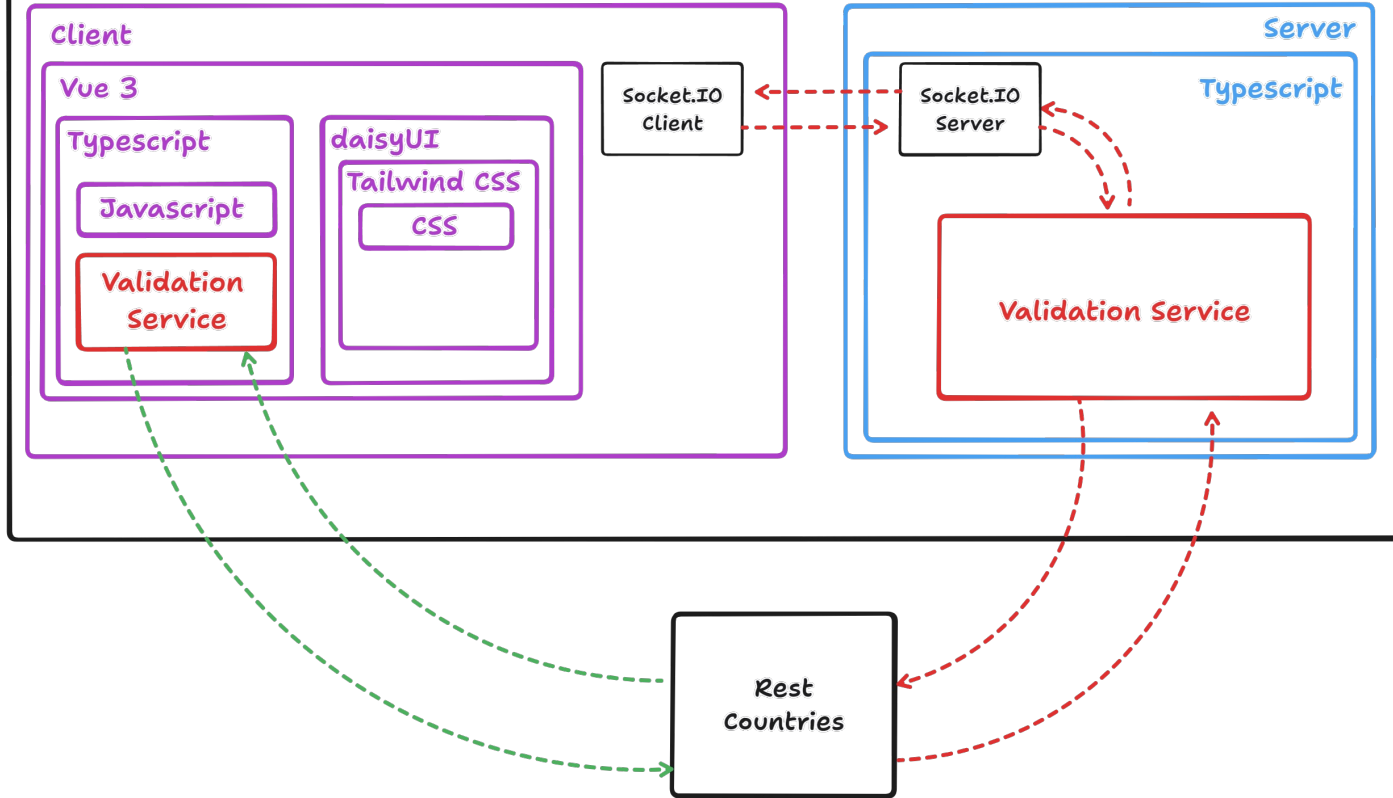 Client
Vue 3
Typescript
Javascript
Validation
Service
daisyUI
Tailwind CSS
CSS
Socket.IO
Client
Server
Typescript
Socket.IO
Server
Validation Service
Rest
Countries